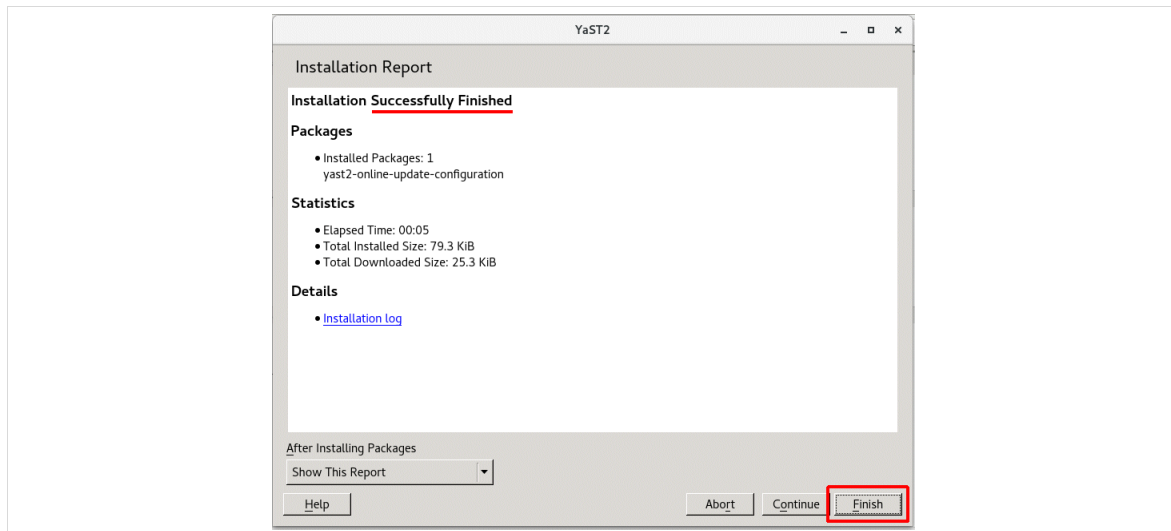 YaST2
Installation Report
Installation Successfully Finished
Packages
• Installed Packages: 1
yast2-online-update-configuration
Statistics
• Elapsed Time: 00:05
• Total Installed Size: 79.3 KiB
• Total Downloaded Size: 25.3 KiB
Details
• Installation log
After Installing Packages
Show This Report
Help Abort Continue Finish